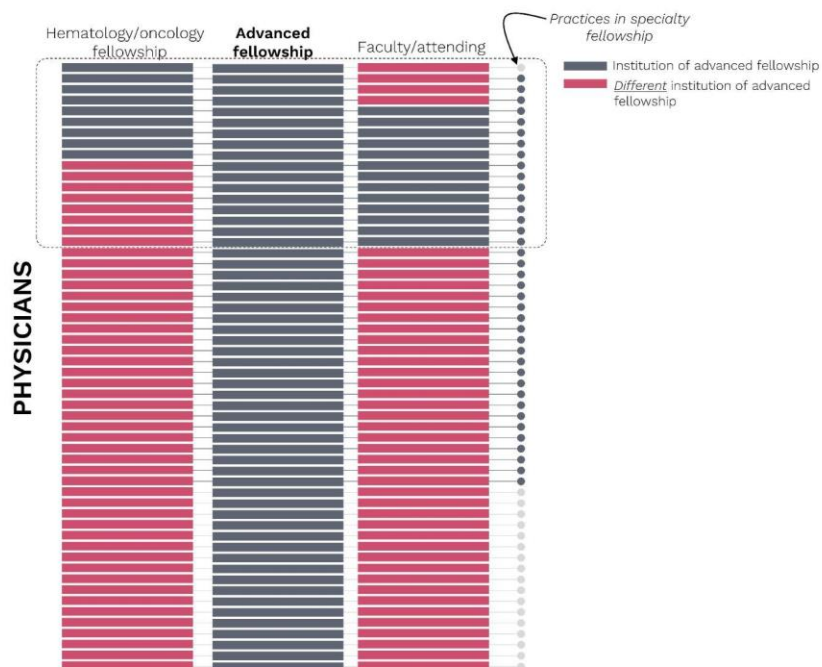 Practices in specialty
fellowship
Hematology/oncology
fellowship
Advanced
fellowship
Faculty/attending
Institution of advanced fellowship
Different institution of advanced
fellowship
PHYSICIANS